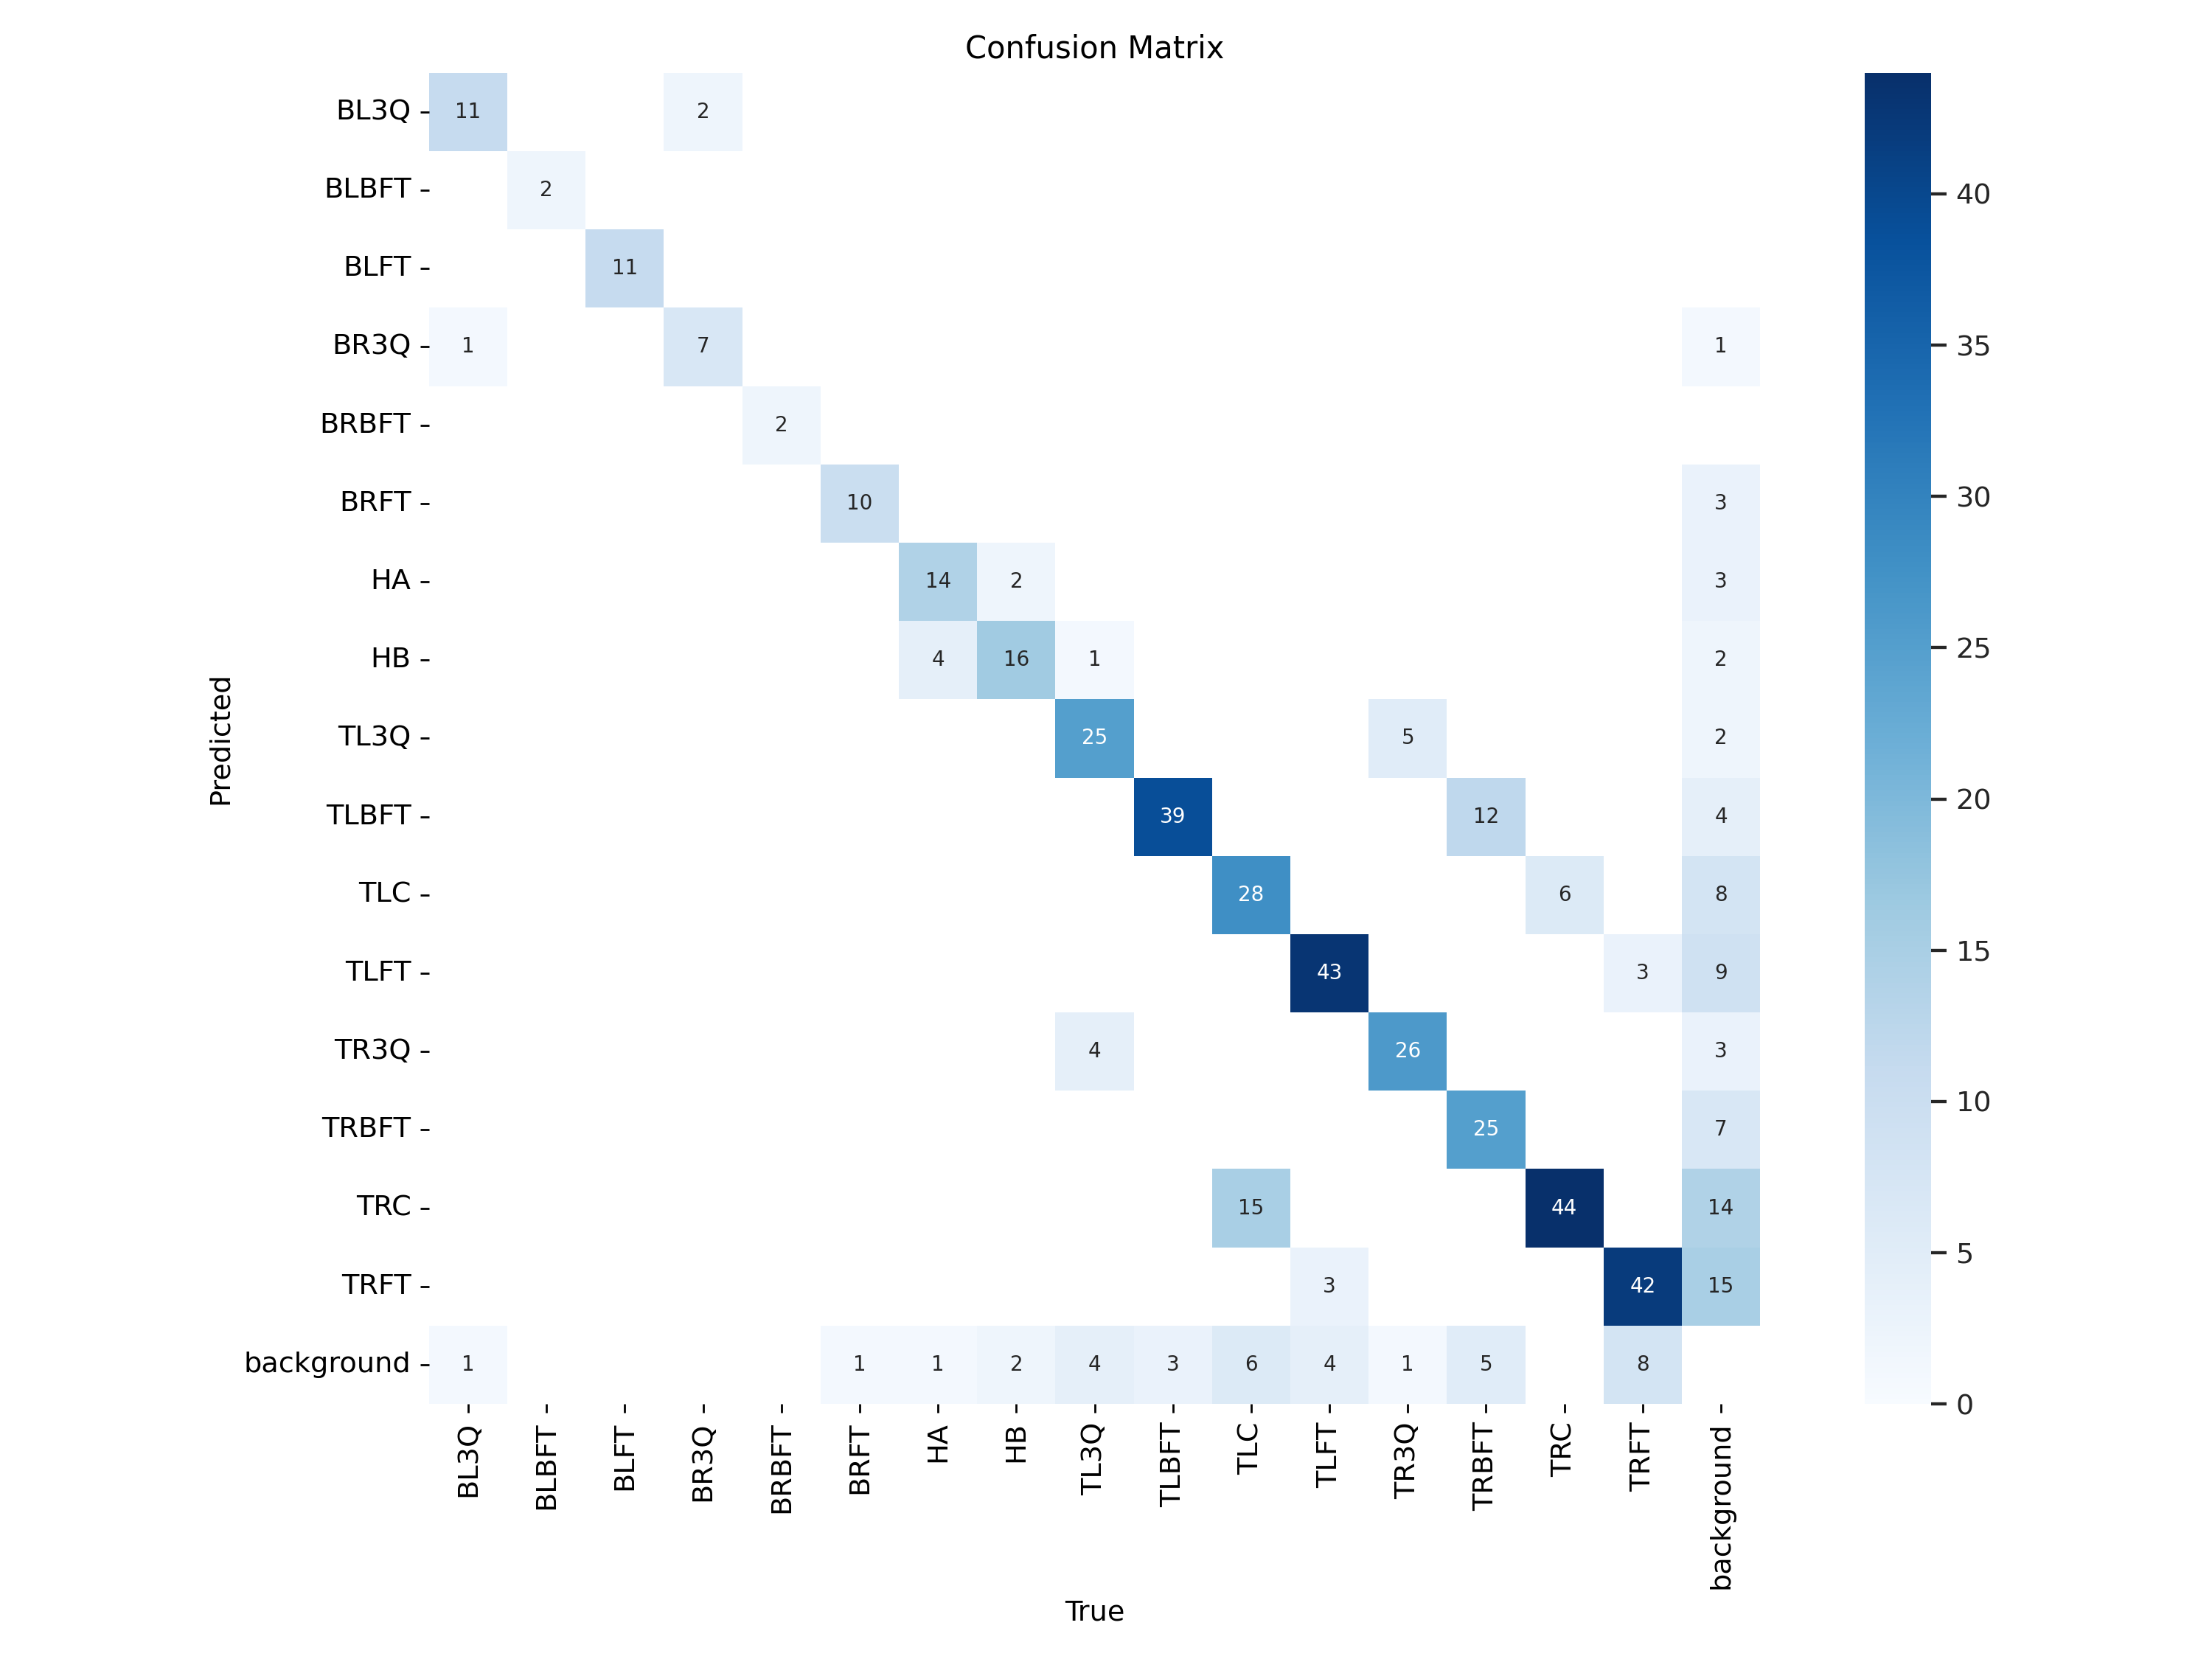 Confusion Matrix
BL3Q 11 2
BLBFT 2
BLFT 11
BR3Q 1 7 1
BRBFT 2
BRFT 10 3
HA 14 2 3
HB 4 16 1 2
TL3Q 25 5 2
TLBFT 39 12 4
TLC 28 6 8
TLFT 43 3 9
TR3Q 4 26 3
TRBFT 25 7
TRC 15 44 14
TRFT 3 42 15
background 1 1 1 2 4 3 6 4 1 5 8
Predicted
BL3Q BLBFT BLFT BR3Q BRBFT BRFT HA HB TL3Q TLBFT TLC TLFT TR3Q TRBFT TRC TRFT background
True
40
35
30
25
20
15
10
5
0